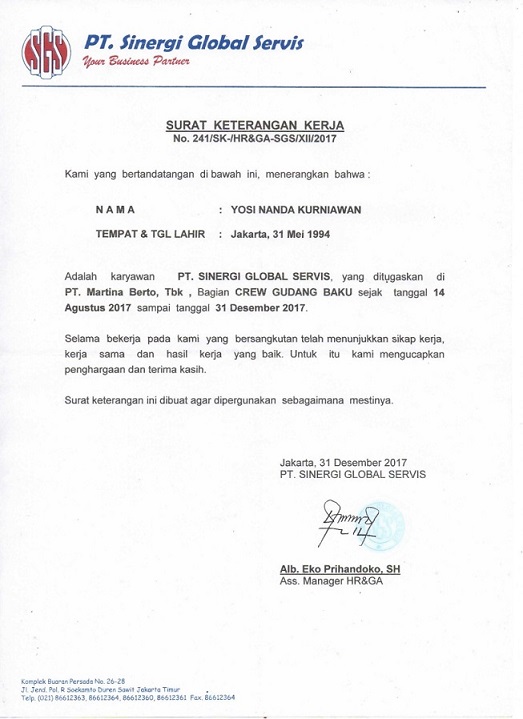 SGS
PT. Sinergi Global Servis
Your Business Partner
SURAT KETERANGAN KERJA
No. 241/SK-/HR&GA-SGS/XII/2017
Kami yang bertandatangan di bawah ini, menerangkan bahwa :
N A M A : YOSI NANDA KURNIAWAN
TEMPAT & TGL LAHIR : Jakarta, 31 Mei 1994
Adalah karyawan PT. SINERGI GLOBAL SERVIS, yang ditugaskan di
PT. Martina Berto, Tbk , Bagian CREW GUDANG BAKU sejak tanggal 14
Agustus 2017 sampai tanggal 31 Desember 2017.
Selama bekerja pada kami yang bersangkutan telah menunjukkan sikap kerja,
kerja sama dan hasil kerja yang baik. Untuk itu kami mengucapkan
penghargaan dan terima kasih.
Surat keterangan ini dibuat agar dipergunakan sebagaimana mestinya.
Jakarta, 31 Desember 2017
PT. SINERGI GLOBAL SERVIS
Alb. Eko Prihandoko, SH
Ass. Manager HR&GA
Komplek Buaran Persada No. 26-28
Jl. Jend. Pol. R Soekamto Duren Sawit Jakarta Timur
Telp. (021) 86612363, 86612364, 86612360, 86612361 Fax. 86612364